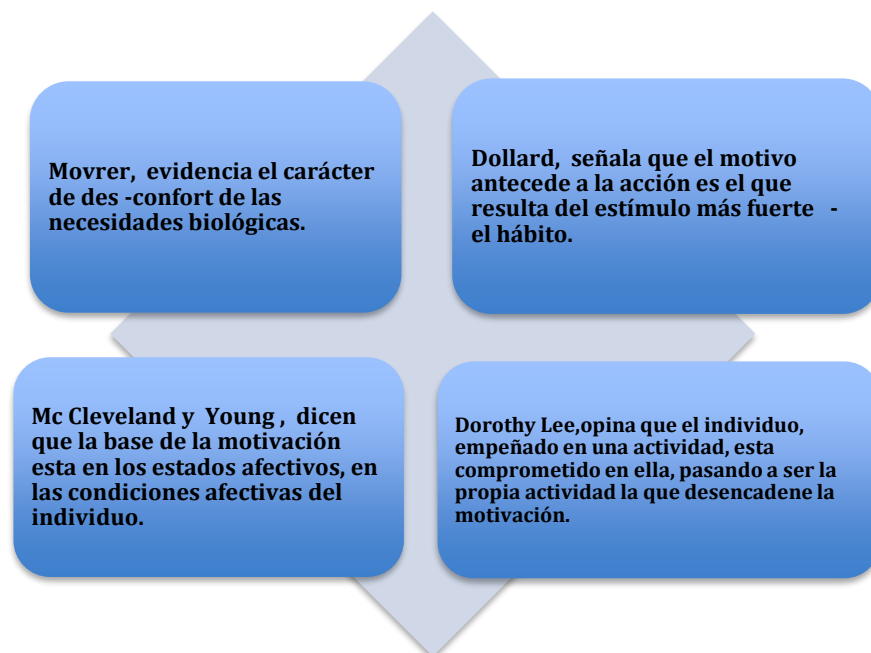 Movrer, evidencia el carácter
de des -confort de las
necesidades biológicas.
Dollard, señala que el motivo
antecede a la acción es el que
resulta del estímulo más fuerte -
el hábito.
Mc Cleveland y Young , dicen
que la base de la motivación
esta en los estados afectivos, en
las condiciones afectivas del
individuo.
Dorothy Lee,opina que el individuo,
empeñado en una actividad, esta
comprometido en ella, pasando a ser la
propia actividad la que desencadene la
motivación.